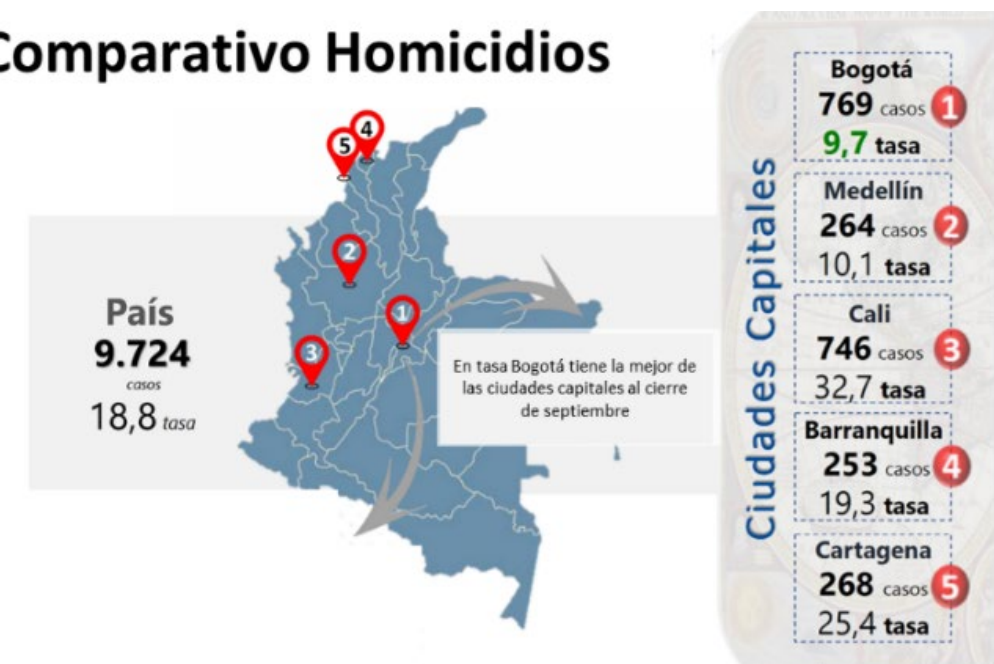 Comparativo Homicidios
5
4
2
1
3
País
9.724
casos
18,8 tasa
En tasa Bogotá tiene la mejor de
las ciudades capitales al cierre
de septiembre
Ciudades Capitales
Bogotá
769 casos 1
9,7 tasa
Medellín
264 casos 2
10,1 tasa
Cali
746 casos 3
32,7 tasa
Barranquilla
253 casos 4
19,3 tasa
Cartagena
268 casos 5
25,4 tasa